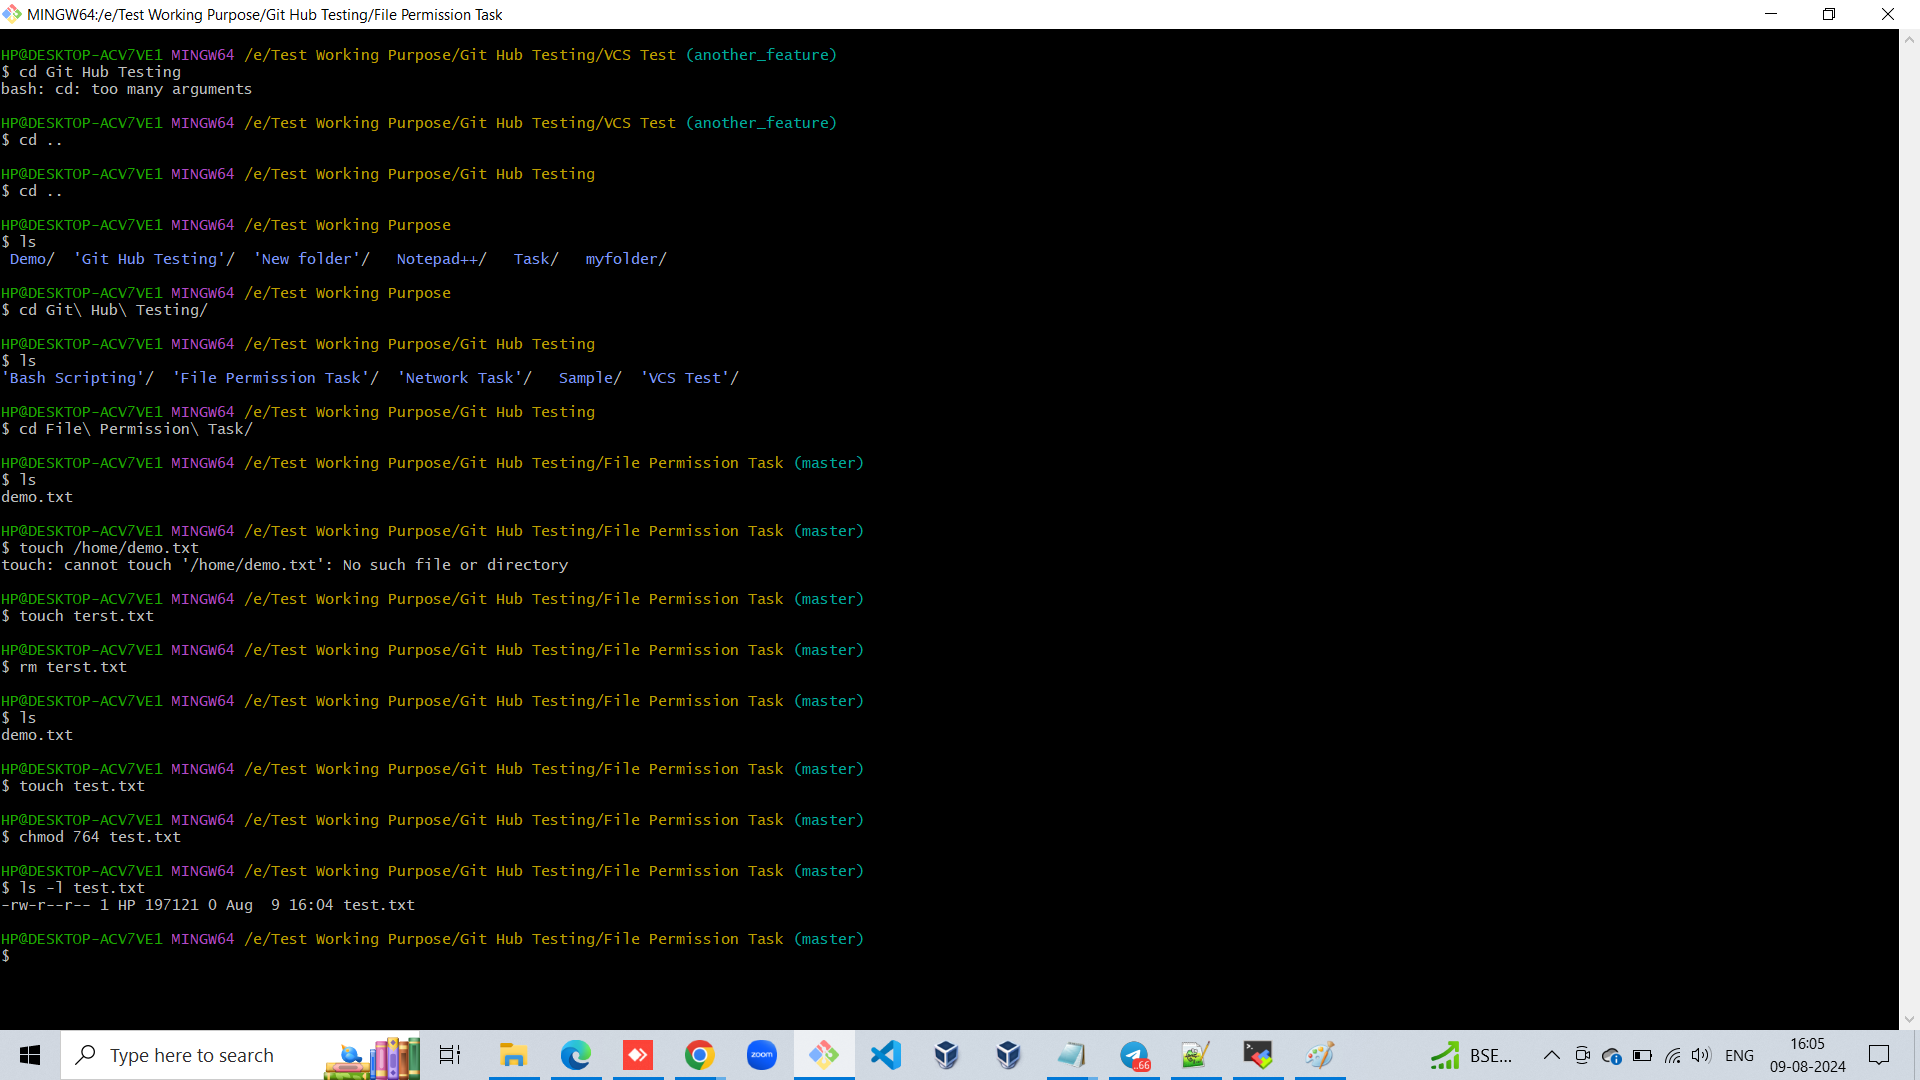 MINGW64:/e/Test Working Purpose/Git Hub Testing/File Permission Task
HP@DESKTOP-ACV7VE1 MINGW64 /e/Test Working Purpose/Git Hub Testing/VCS Test (another_feature)
$ cd Git Hub Testing
bash: cd: too many arguments
HP@DESKTOP-ACV7VE1 MINGW64 /e/Test Working Purpose/Git Hub Testing/VCS Test (another_feature)
$ cd ..
HP@DESKTOP-ACV7VE1 MINGW64 /e/Test Working Purpose/Git Hub Testing
$ cd ..
HP@DESKTOP-ACV7VE1 MINGW64 /e/Test Working Purpose
$ ls
Demo/  'Git Hub Testing'/  'New folder'/   Notepad++/   Task/   myfolder/
HP@DESKTOP-ACV7VE1 MINGW64 /e/Test Working Purpose
$ cd Git\ Hub\ Testing/
HP@DESKTOP-ACV7VE1 MINGW64 /e/Test Working Purpose/Git Hub Testing
$ ls
'Bash Scripting'/  'File Permission Task'/  'Network Task'/   Sample/  'VCS Test'/
HP@DESKTOP-ACV7VE1 MINGW64 /e/Test Working Purpose/Git Hub Testing
$ cd File\ Permission\ Task/
HP@DESKTOP-ACV7VE1 MINGW64 /e/Test Working Purpose/Git Hub Testing/File Permission Task (master)
$ ls
demo.txt
HP@DESKTOP-ACV7VE1 MINGW64 /e/Test Working Purpose/Git Hub Testing/File Permission Task (master)
$ touch /home/demo.txt
touch: cannot touch '/home/demo.txt': No such file or directory
HP@DESKTOP-ACV7VE1 MINGW64 /e/Test Working Purpose/Git Hub Testing/File Permission Task (master)
$ touch terst.txt
HP@DESKTOP-ACV7VE1 MINGW64 /e/Test Working Purpose/Git Hub Testing/File Permission Task (master)
$ rm terst.txt
HP@DESKTOP-ACV7VE1 MINGW64 /e/Test Working Purpose/Git Hub Testing/File Permission Task (master)
$ ls
demo.txt
HP@DESKTOP-ACV7VE1 MINGW64 /e/Test Working Purpose/Git Hub Testing/File Permission Task (master)
$ touch test.txt
HP@DESKTOP-ACV7VE1 MINGW64 /e/Test Working Purpose/Git Hub Testing/File Permission Task (master)
$ chmod 764 test.txt
HP@DESKTOP-ACV7VE1 MINGW64 /e/Test Working Purpose/Git Hub Testing/File Permission Task (master)
$ ls -l test.txt
-rw-r--r-- 1 HP 197121 0 Aug  9 16:04 test.txt
HP@DESKTOP-ACV7VE1 MINGW64 /e/Test Working Purpose/Git Hub Testing/File Permission Task (master)
$
Type here to search
zoom
..66
BSE...
ENG
16:05
09-08-2024